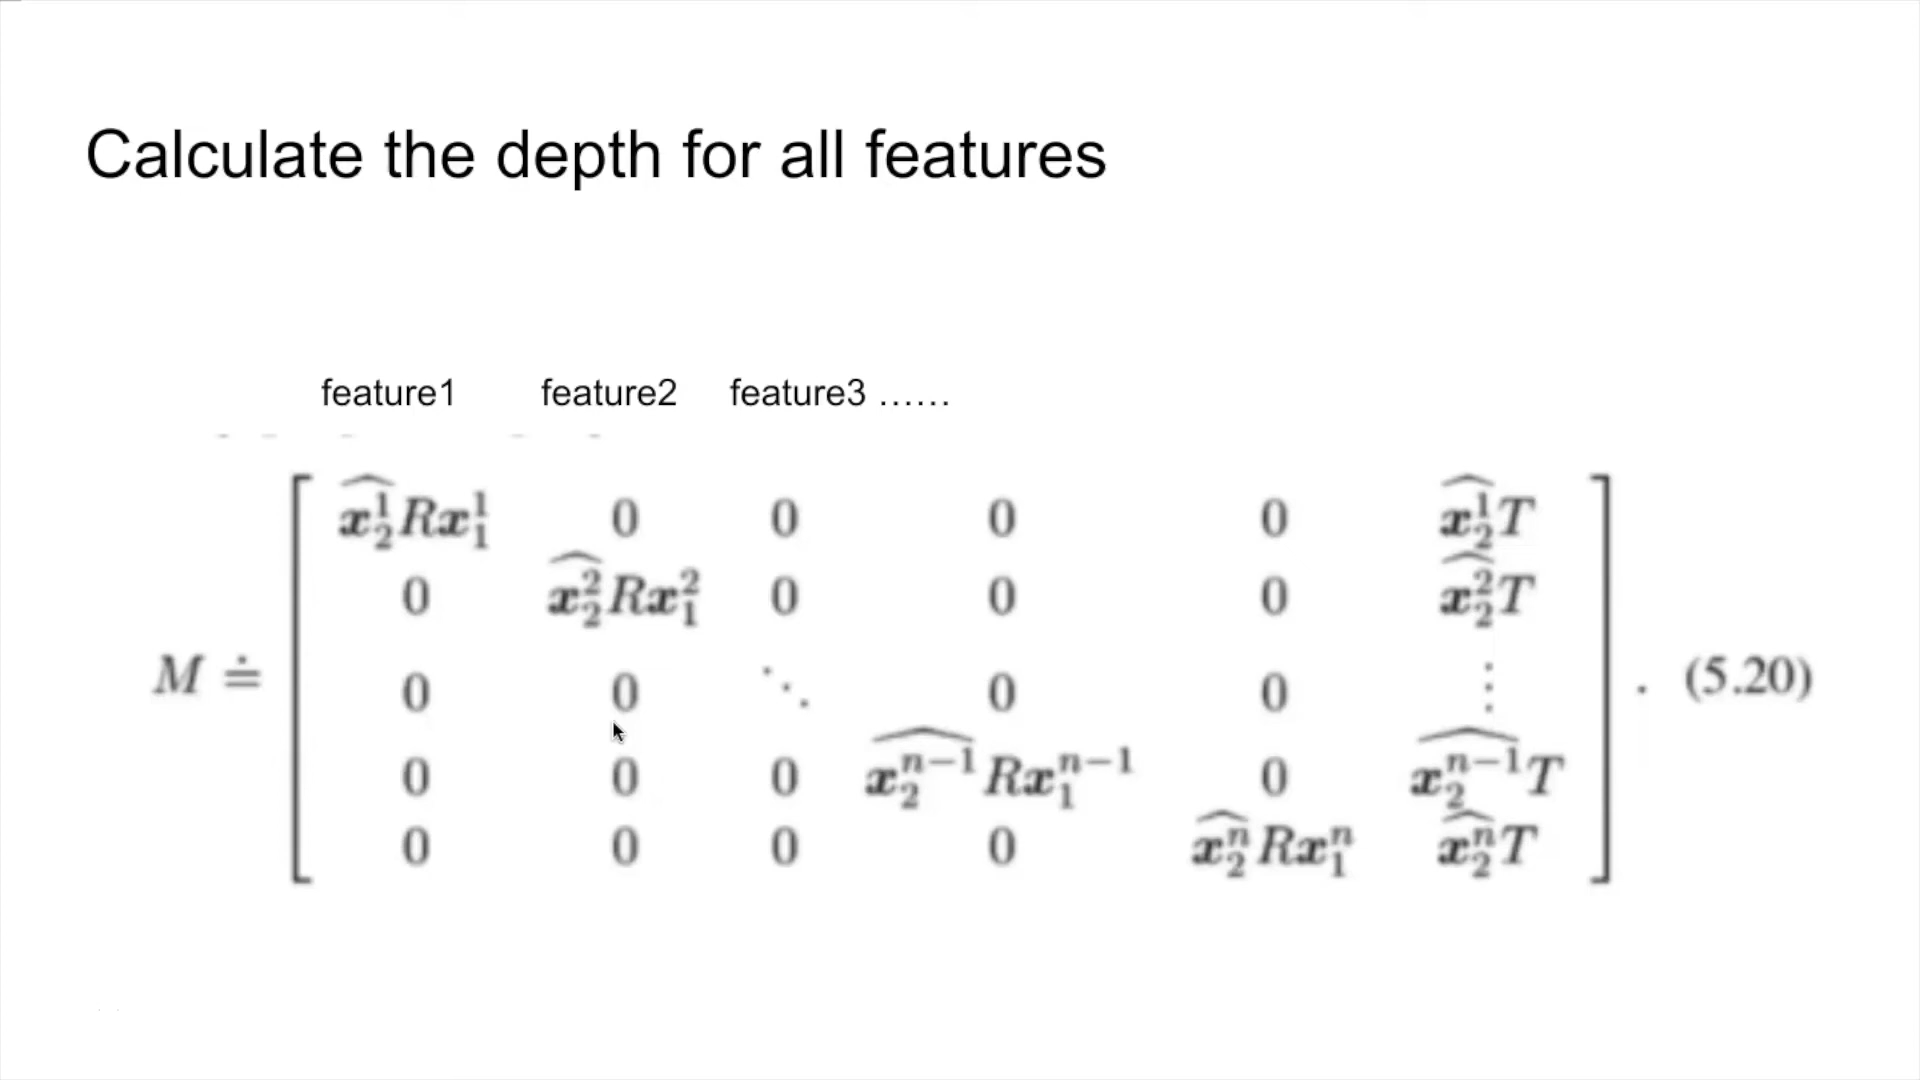 Calculate the depth for all features
feature1 feature2 feature3 ......
M ≐ [ \widehat{x_2^1}Rx_1^1 0 0 0 0 \widehat{x_2^1}T
0 \widehat{x_2^2}Rx_1^2 0 0 0 \widehat{x_2^2}T
0 0 ⋱ 0 0 ⋮
0 0 0 \widehat{x_2^{n-1}}Rx_1^{n-1} 0 \widehat{x_2^{n-1}}T
0 0 0 0 \widehat{x_2^n}Rx_1^n \widehat{x_2^n}T ] . (5.20)